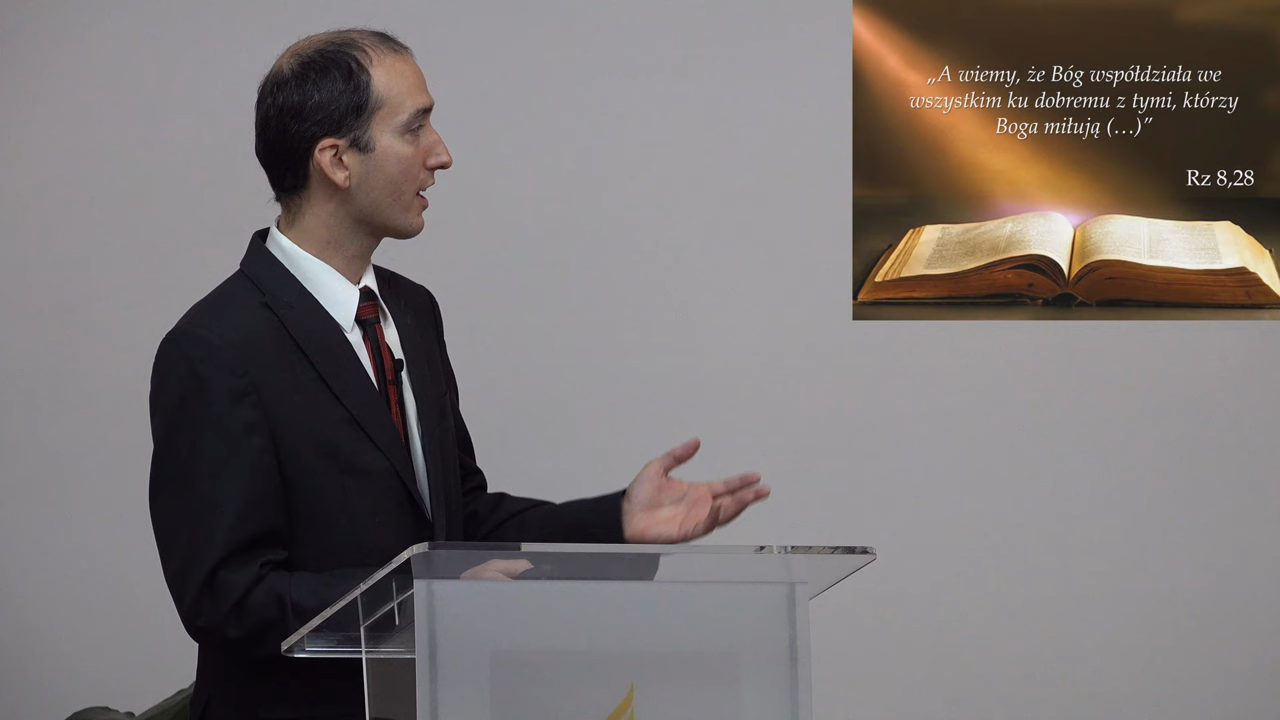 „A wiemy, że Bóg współdziała we
wszystkim ku dobremu z tymi, którzy
Boga miłują (…)”
Rz 8,28